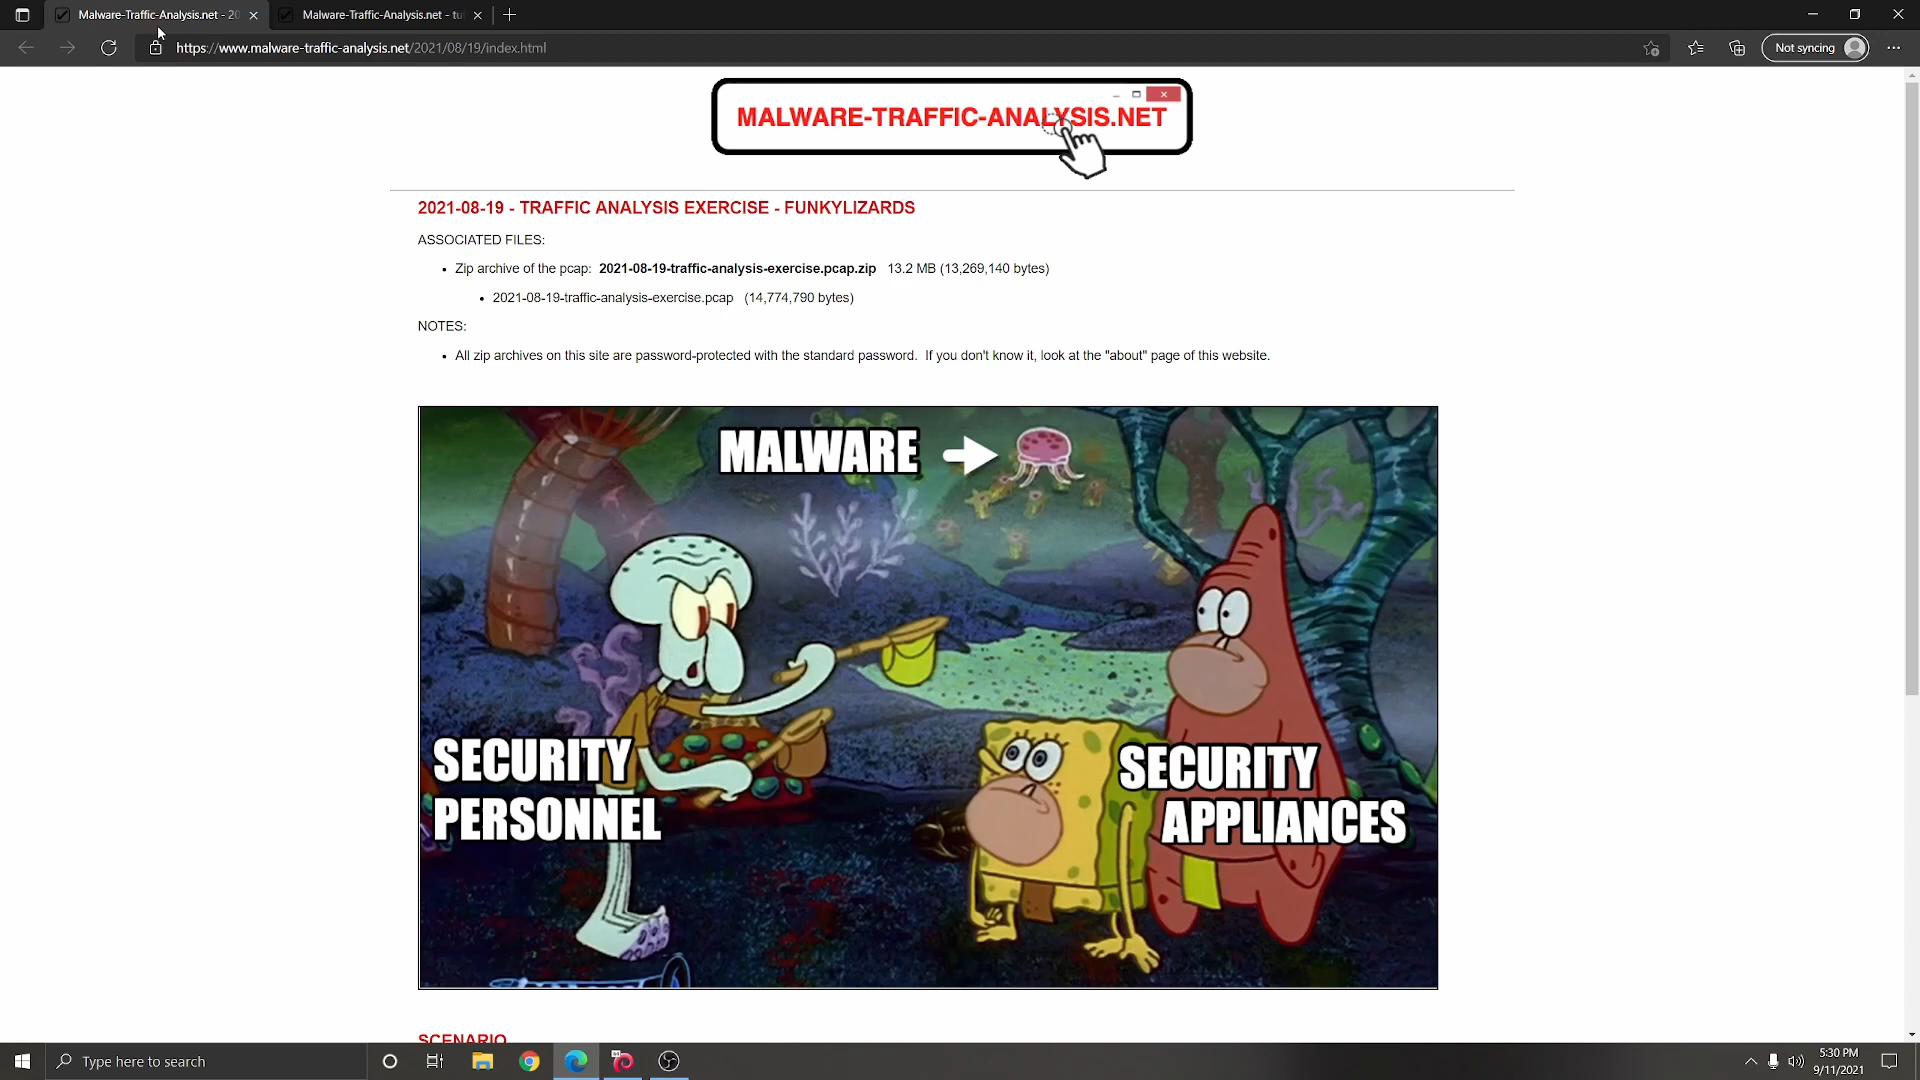 Malware-Traffic-Analysis.net - 20
Malware-Traffic-Analysis.net - tu
https://www.malware-traffic-analysis.net/2021/08/19/index.html
Not syncing
MALWARE-TRAFFIC-ANALYSIS.NET
2021-08-19 - TRAFFIC ANALYSIS EXERCISE - FUNKYLIZARDS
ASSOCIATED FILES:
Zip archive of the pcap: 2021-08-19-traffic-analysis-exercise.pcap.zip 13.2 MB (13,269,140 bytes)
2021-08-19-traffic-analysis-exercise.pcap (14,774,790 bytes)
NOTES:
All zip archives on this site are password-protected with the standard password. If you don't know it, look at the "about" page of this website.
MALWARE
SECURITY
PERSONNEL
SECURITY
APPLIANCES
SCENARIO
Type here to search
5:30 PM
9/11/2021